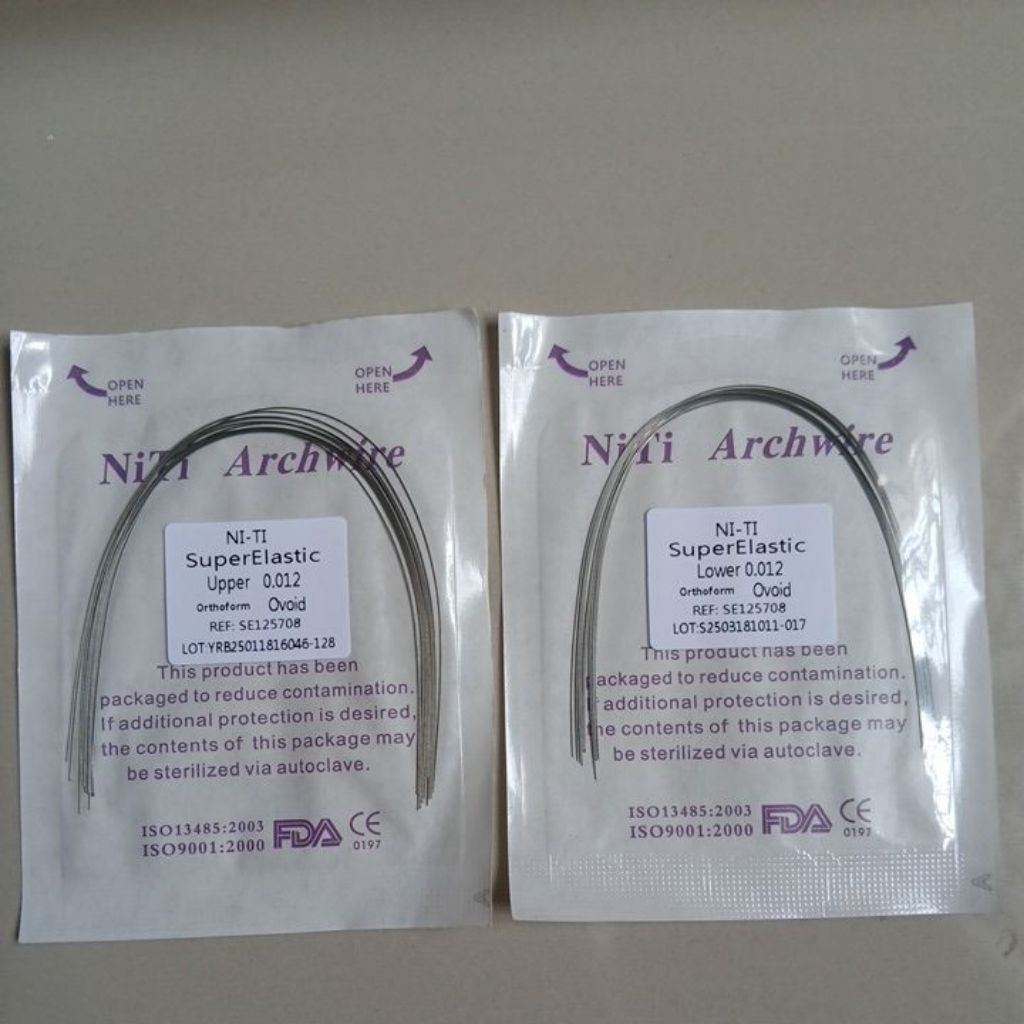 OPEN
HERE
OPEN
HERE
NiTi Archwire
NI-TI
SuperElastic
Upper 0.012
Orthoform Ovoid
REF: SE125708
LOT:YRB25011816046-128
This product has been
packaged to reduce contamination.
If additional protection is desired,
the contents of this package may
be sterilized via autoclave.
ISO13485:2003
ISO9001:2000
FDA
CE
0197
OPEN
HERE
OPEN
HERE
NiTi Archwire
NI-TI
SuperElastic
Lower 0.012
Orthoform Ovoid
REF: SE125708
LOT:S2503181011-017
This product has been
packaged to reduce contamination.
If additional protection is desired,
the contents of this package may
be sterilized via autoclave.
ISO13485:2003
ISO9001:2000
FDA
CE
0197